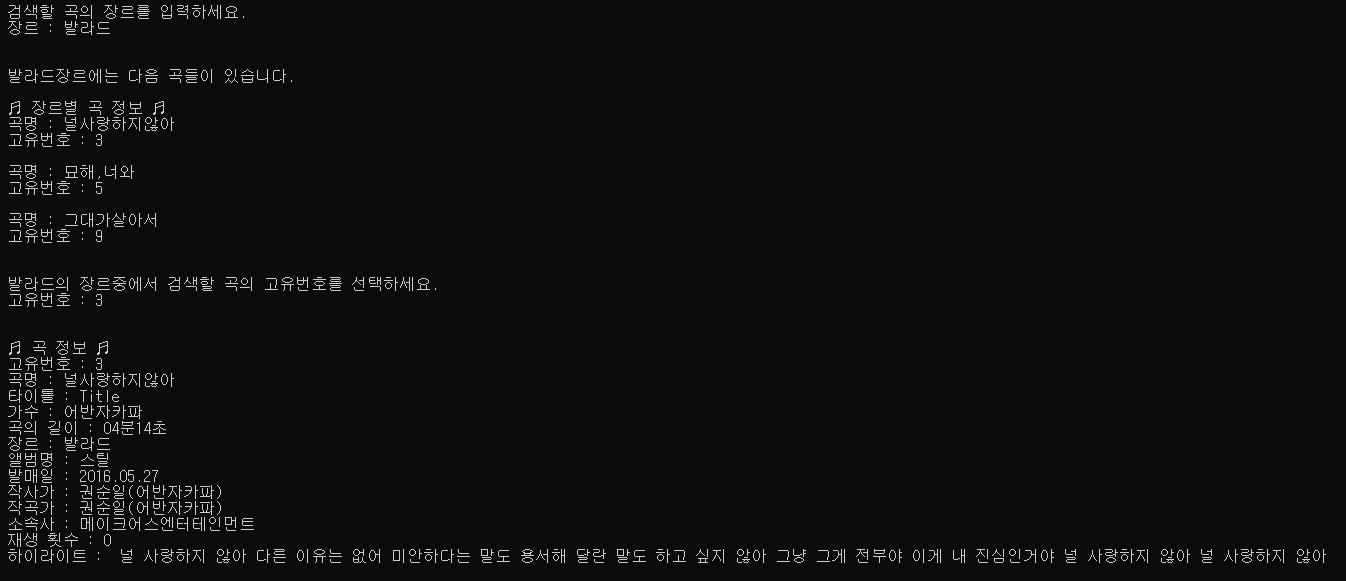 검색할 곡의 장르를 입력하세요.
장르 : 발라드
발라드장르에는 다음 곡들이 있습니다.
♬ 장르별 곡 정보 ♬
곡명 : 널사랑하지않아
고유번호 : 3
곡명 : 묘해,너와
고유번호 : 5
곡명 : 그대가살아서
고유번호 : 9
발라드의 장르중에서 검색할 곡의 고유번호를 선택하세요.
고유번호 : 3
♬ 곡 정보 ♬
고유번호 : 3
곡명 : 널사랑하지않아
타이틀 : Title
가수 : 어반자카파
곡의 길이 : 04분14초
장르 : 발라드
앨범명 : 스틸
발매일 : 2016.05.27
작사가 : 권순일(어반자카파)
작곡가 : 권순일(어반자카파)
소속사 : 메이크어스엔터테인먼트
재생 횟수 : 0
하이라이트 :  널 사랑하지 않아 다른 이유는 없어 미안하다는 말도 용서해 달란 말도 하고 싶지 않아 그냥 그게 전부야 이게 내 진심인거야 널 사랑하지 않아 널 사랑하지 않아